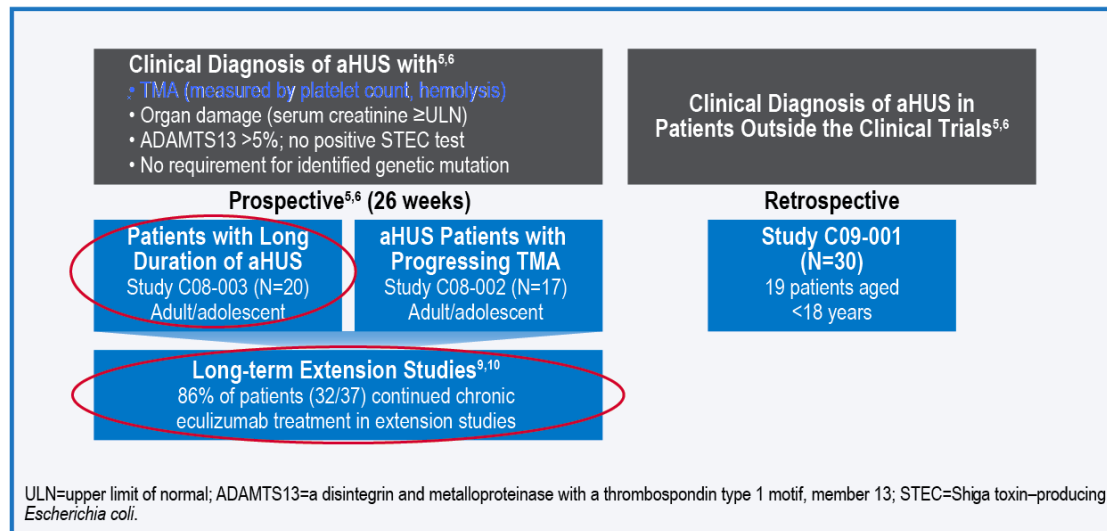 Clinical Diagnosis of aHUS with5,6
• TMA (measured by platelet count, hemolysis)
• Organ damage (serum creatinine ≥ULN)
• ADAMTS13 >5%; no positive STEC test
• No requirement for identified genetic mutation
Clinical Diagnosis of aHUS in
Patients Outside the Clinical Trials5,6
Prospective5,6 (26 weeks)
Retrospective
Patients with Long
Duration of aHUS
Study C08-003 (N=20)
Adult/adolescent
aHUS Patients with
Progressing TMA
Study C08-002 (N=17)
Adult/adolescent
Study C09-001
(N=30)
19 patients aged
<18 years
Long-term Extension Studies9,10
86% of patients (32/37) continued chronic
eculizumab treatment in extension studies
ULN=upper limit of normal; ADAMTS13=a disintegrin and metalloproteinase with a thrombospondin type 1 motif, member 13; STEC=Shiga toxin–producing
Escherichia coli.